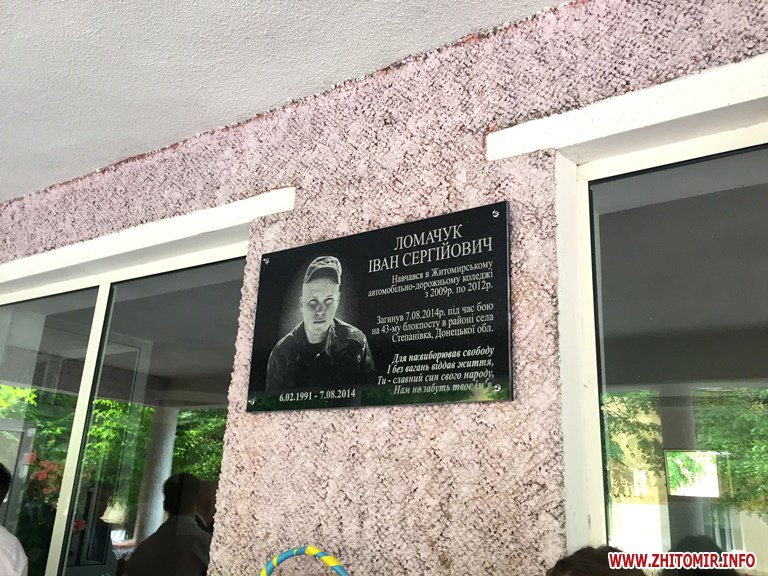 ЛОМАЧУК
ІВАН СЕРГІЙОВИЧ
Навчався в Житомирському
автомобільно-дорожньому коледжі
з 2009р. по 2012р.
Загинув 7.08.2014р. під час бою
на 43-му блокпосту в районі села
Степанівка, Донецької обл.
Для нас виборював свободу
І без вагань віддав життя,
Ти - славний син свого народу,
Нам не забуть твоє ім'я.
6.02.1991 - 7.08.2014
WWW.ZHITOMIR.INFO